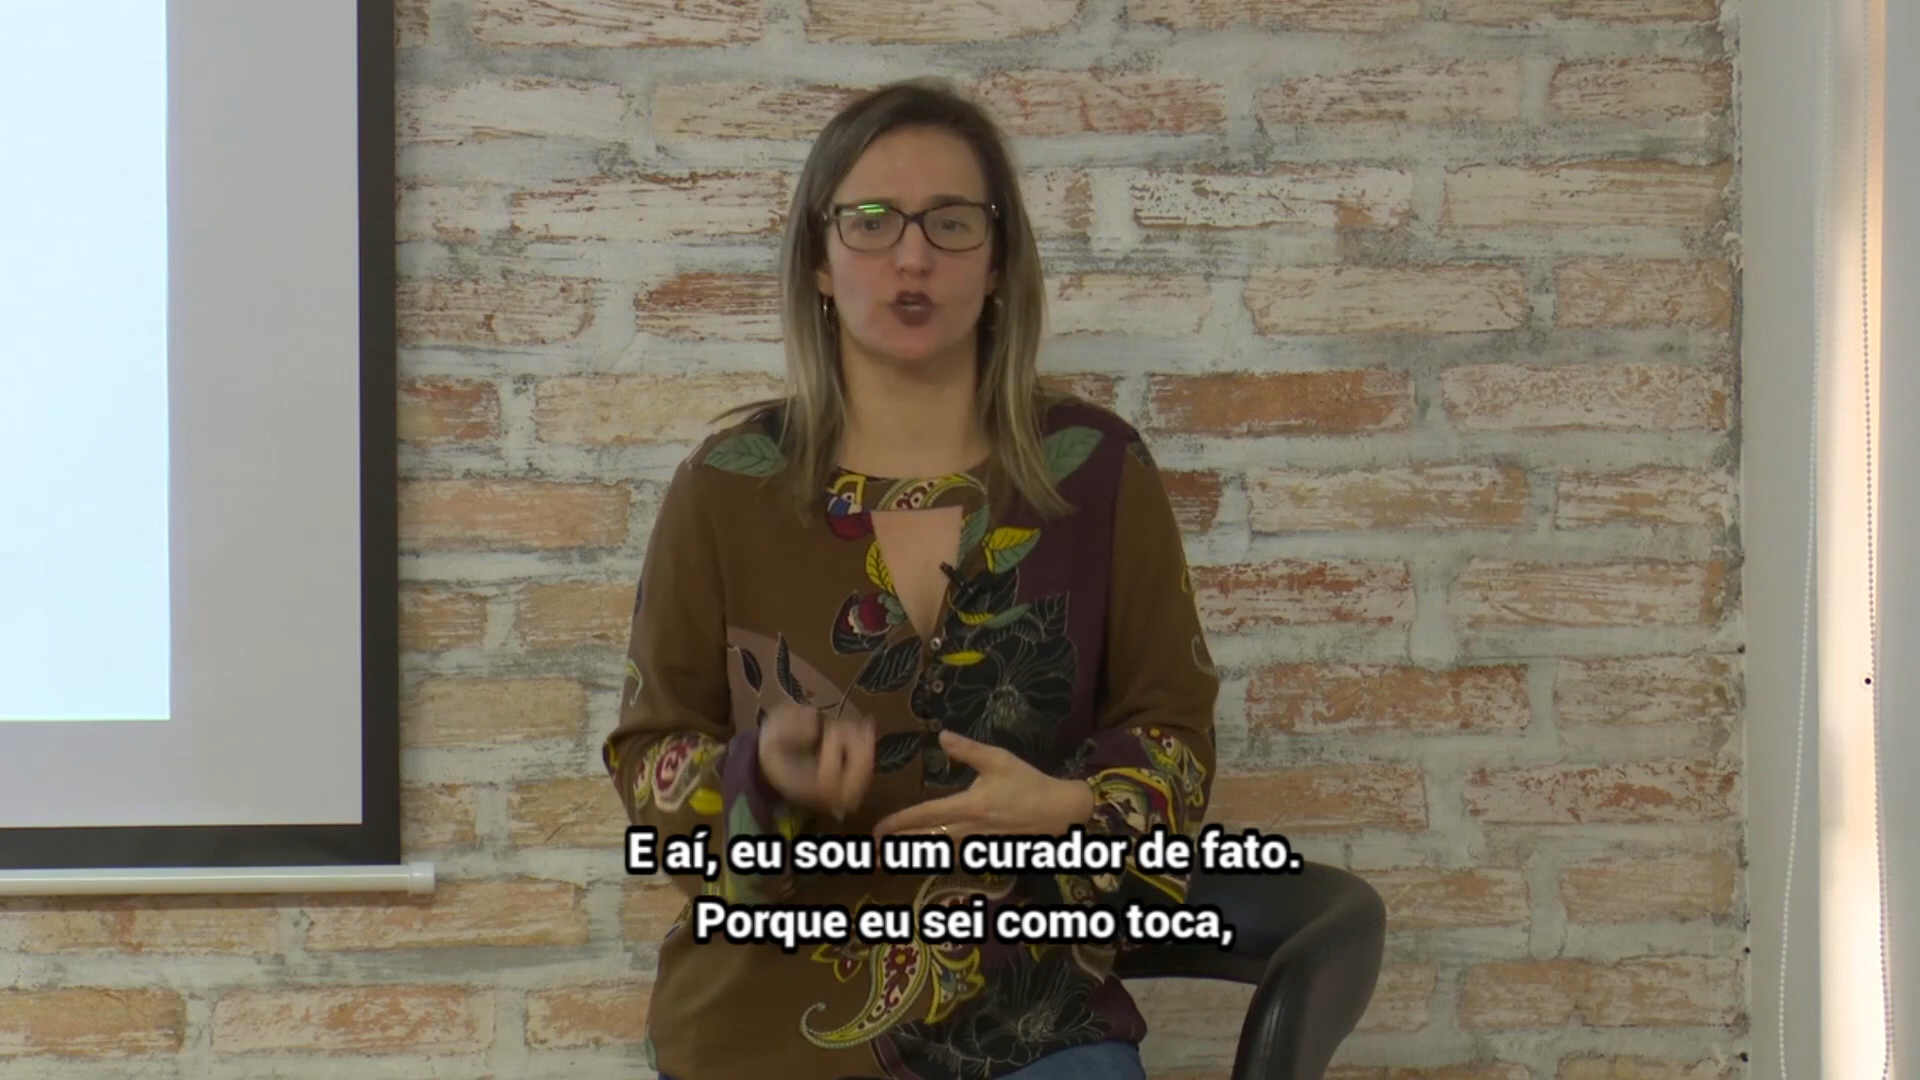 E aí, eu sou um curador de fato.
Porque eu sei como toca,